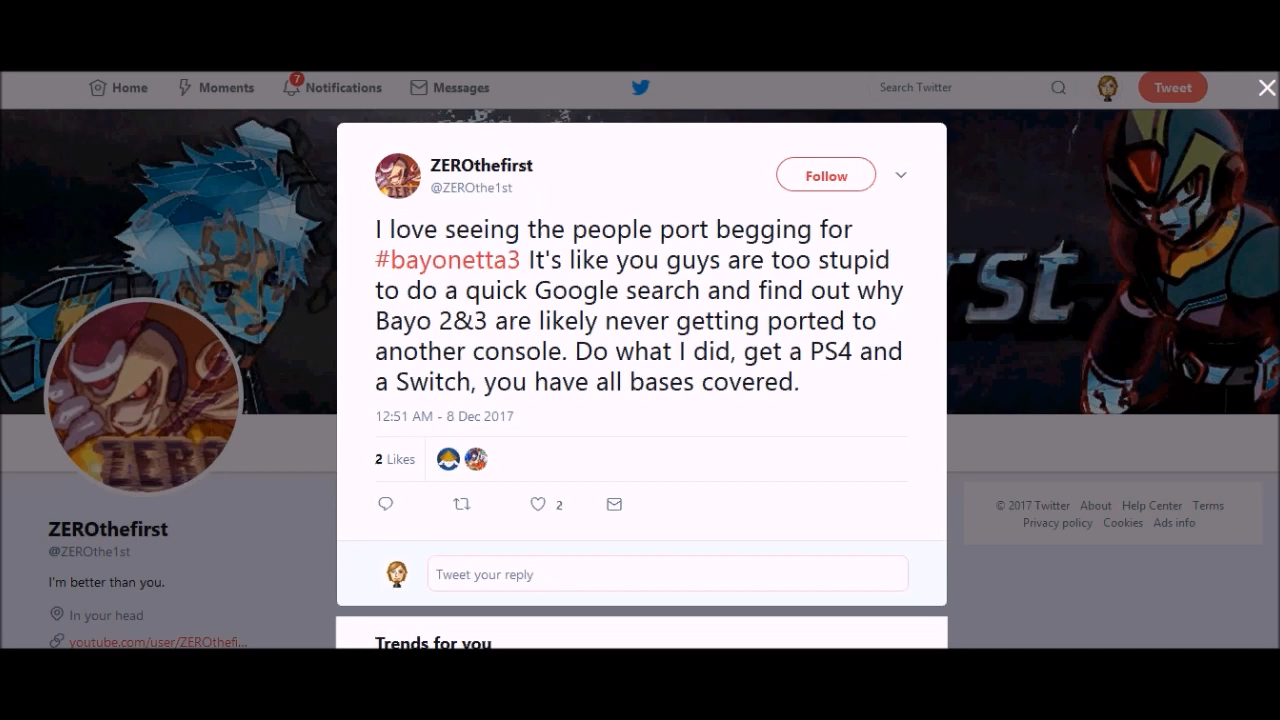 Home Moments 7 Notifications Messages Search Twitter Tweet
ZEROthefirst
@ZEROthe1st
Follow
I love seeing the people port begging for
#bayonetta3 It's like you guys are too stupid
to do a quick Google search and find out why
Bayo 2&3 are likely never getting ported to
another console. Do what I did, get a PS4 and
a Switch, you have all bases covered.
12:51 AM - 8 Dec 2017
2 Likes
2
Tweet your reply
Trends for you
rst
ZERO
ZEROthefirst
@ZEROthe1st
I'm better than you.
In your head
youtube.com/user/ZEROthefi...
© 2017 Twitter About Help Center Terms
Privacy policy Cookies Ads info